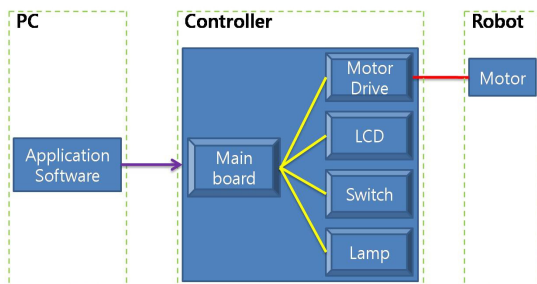 PC
Controller
Robot
Application
Software
Main
board
Motor
Drive
LCD
Switch
Lamp
Motor